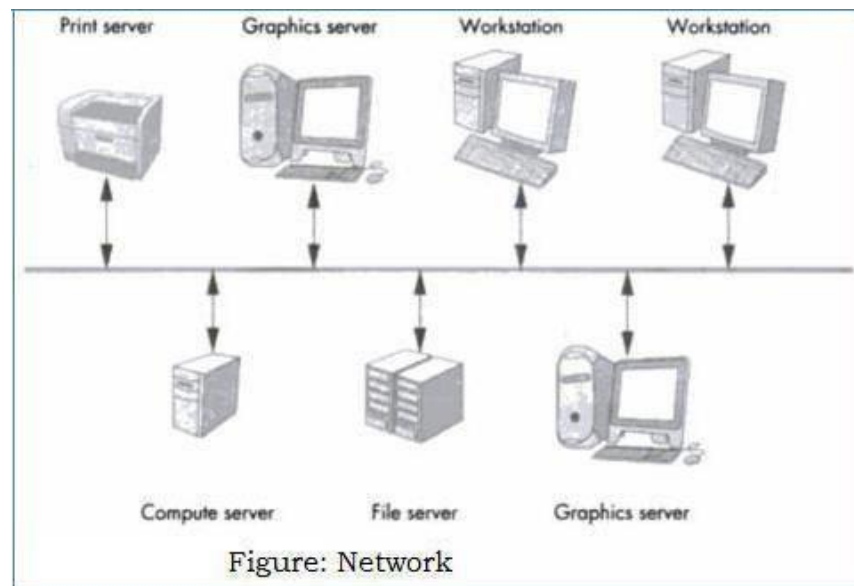 Print server Graphics server Workstation Workstation
Compute server File server Graphics server
Figure: Network